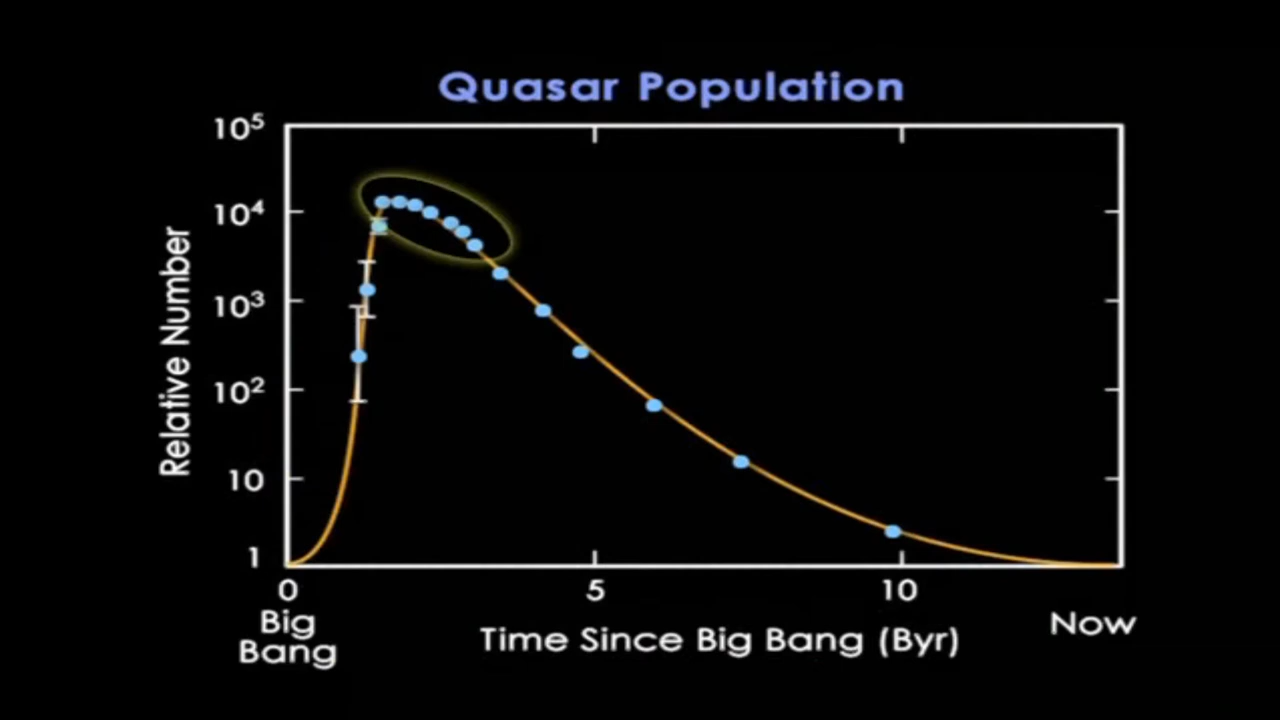 Quasar Population
10⁵
10⁴
10³
10²
10
1
Relative Number
0 5 10
Big Bang
Now
Time Since Big Bang (Byr)